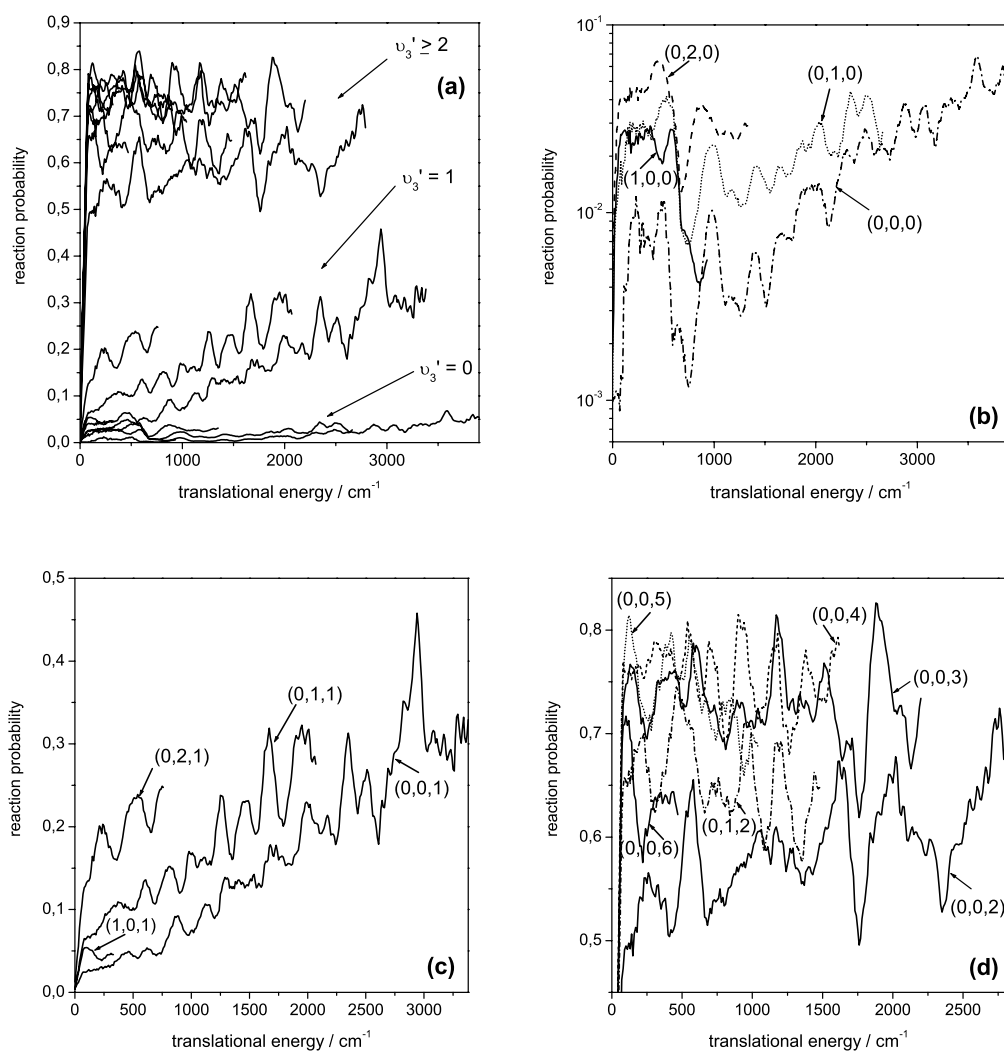 (a)
υ₃' ≥ 2
υ₃' = 1
υ₃' = 0
reaction probability
0,9
0,8
0,7
0,6
0,5
0,4
0,3
0,2
0,1
0,0
0 1000 2000 3000
translational energy / cm⁻¹
(b)
(0,2,0)
(0,1,0)
(1,0,0)
(0,0,0)
reaction probability
10⁻¹
10⁻²
10⁻³
0 1000 2000 3000
translational energy / cm⁻¹
(c)
(0,1,1)
(0,2,1)
(0,0,1)
(1,0,1)
reaction probability
0,5
0,4
0,3
0,2
0,1
0,0
0 500 1000 1500 2000 2500 3000
translational energy / cm⁻¹
(d)
(0,0,5)
(0,0,4)
(0,0,3)
(0,1,2)
(0,0,6)
(0,0,2)
reaction probability
0,8
0,7
0,6
0,5
0 500 1000 1500 2000 2500
translational energy / cm⁻¹